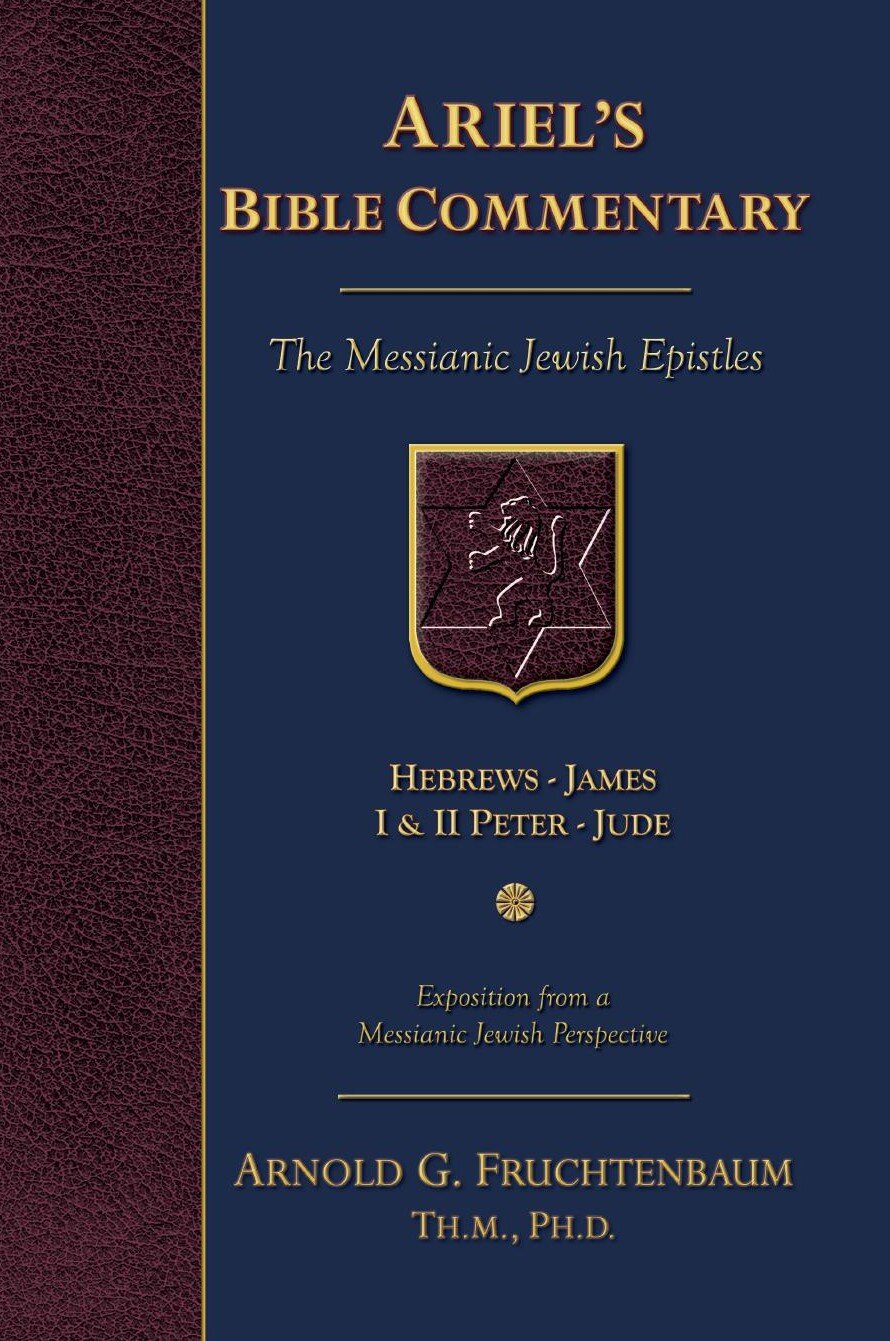 ARIEL'S
BIBLE COMMENTARY
The Messianic Jewish Epistles
HEBREWS - JAMES
I & II PETER - JUDE
Exposition from a
Messianic Jewish Perspective
ARNOLD G. FRUCHTENBAUM
TH.M., PH.D.